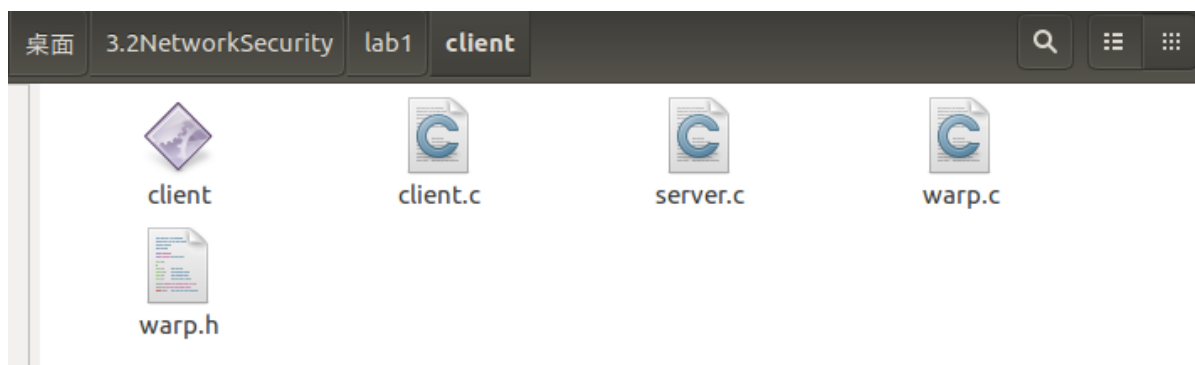 桌面 3.2NetworkSecurity lab1 client
client client.c server.c warp.c
warp.h